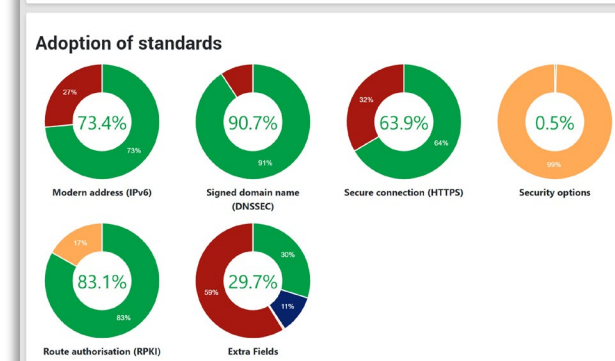 Adoption of standards
27%
73.4%
73%
90.7%
91%
32%
63.9%
64%
0.5%
99%
Modern address (IPv6)
Signed domain name
(DNSSEC)
Secure connection (HTTPS)
Security options
17%
83.1%
83%
30%
59%
29.7%
11%
Route authorisation (RPKI)
Extra Fields